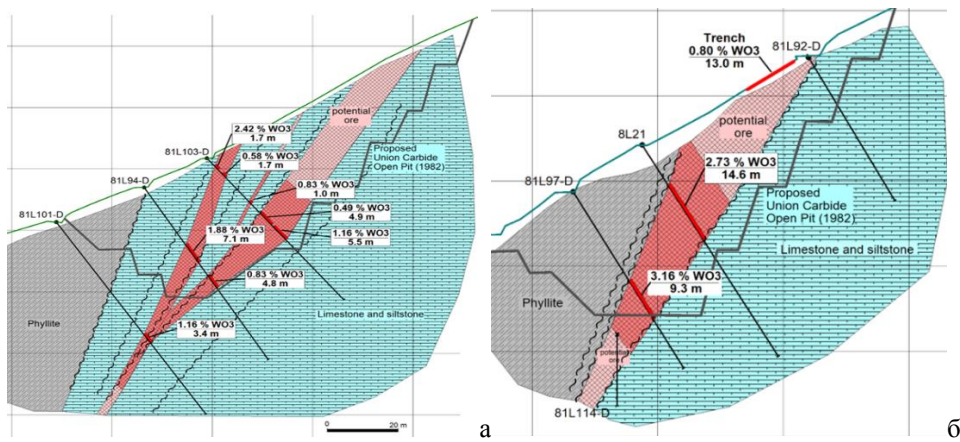 2.42 % WO3
1.7 m
81L103-D
0.58 % WO3
1.7 m
potential
ore
Proposed
Union Carbide
Open Pit (1982)
81L94-D
0.83 % WO3
1.0 m
0.49 % WO3
4.9 m
81L101-D
1.88 % WO3
7.1 m
1.16 % WO3
5.5 m
0.83 % WO3
4.8 m
Phyllite
1.16 % WO3
3.4 m
Limestone and siltstone
0
20 m
а
Trench
0.80 % WO3
13.0 m
81L92-D
potential
ore
8L21
2.73 % WO3
14.6 m
81L97-D
Proposed
Union Carbide
Open Pit (1982)
Limestone and siltstone
3.16 % WO3
9.3 m
Phyllite
potential
ore
81L114-D
б